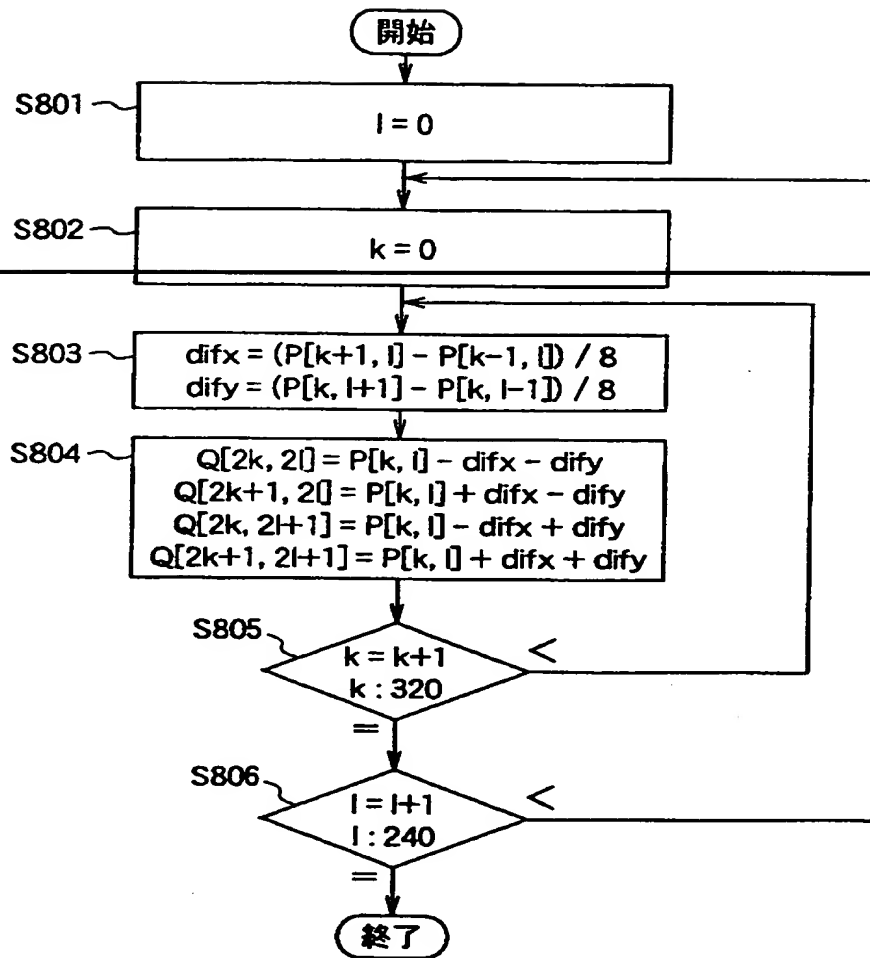 開始
S801
l = 0
S802
k = 0
S803
difx = (P[k+1, l] - P[k-1, l]) / 8
dify = (P[k, l+1] - P[k, l-1]) / 8
S804
Q[2k, 2l] = P[k, l] - difx - dify
Q[2k+1, 2l] = P[k, l] + difx - dify
Q[2k, 2l+1] = P[k, l] - difx + dify
Q[2k+1, 2l+1] = P[k, l] + difx + dify
S805
k = k+1
k : 320
<
=
S806
l = l+1
l : 240
<
=
終了